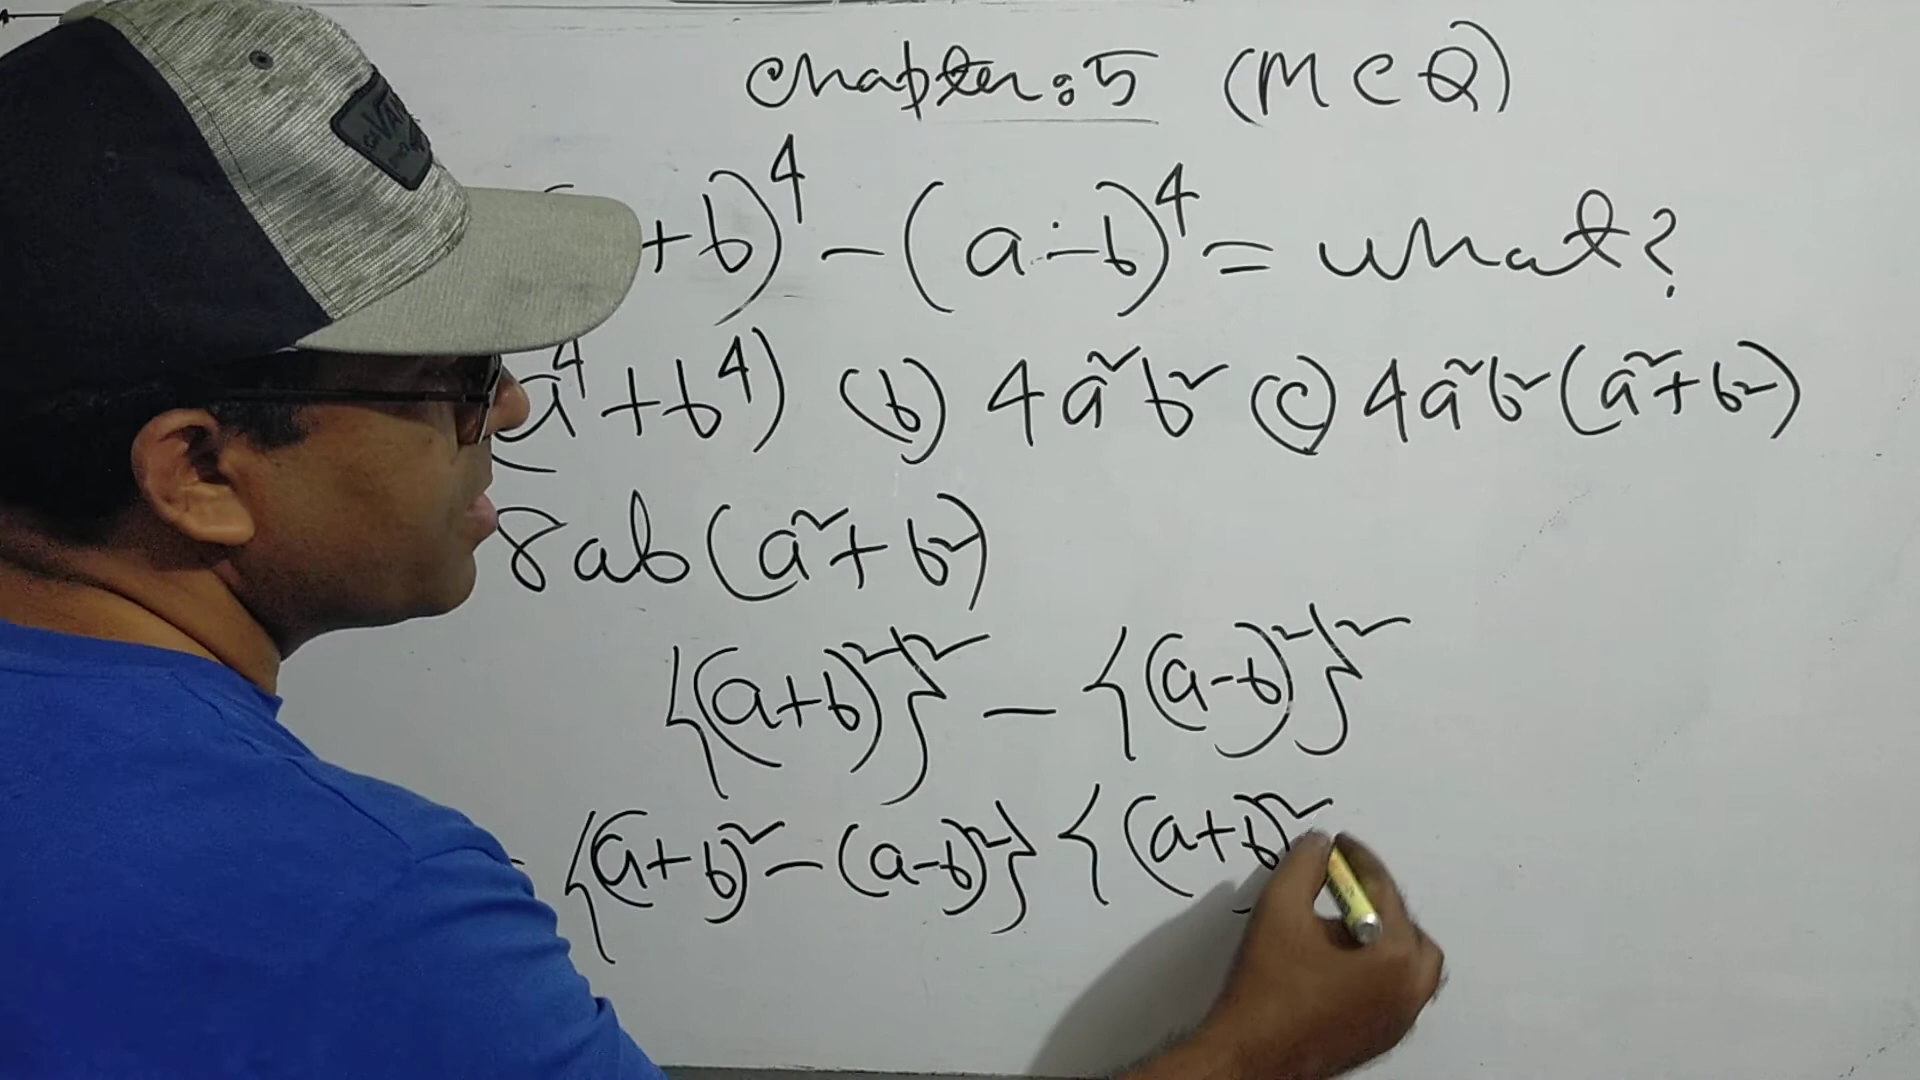 Chapter:5 (MCQ)
+b)⁴-(a-b)⁴= what?
a⁴+b⁴) (b) 4a²b² (c) 4a²b²(a²+b²)
8ab(a²+b²)
{(a+b)²}²-{(a-b)²}²
{(a+b)²-(a-b)²}{(a+b)²
VANS